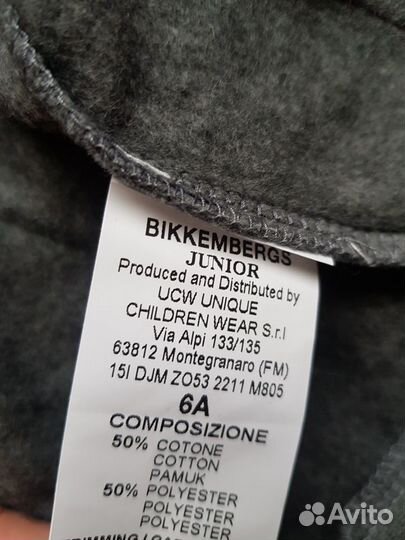 BIKKEMBERGS
JUNIOR
Produced and Distributed by
UCW UNIQUE
CHILDREN WEAR S.r.l
Via Alpi 133/135
63812 Montegranaro (FM)
15I DJM ZO53 2211 M805
6A
COMPOSIZIONE
50% COTONE
COTTON
PAMUK
50% POLYESTER
POLYESTER
POLYESTER
Avito